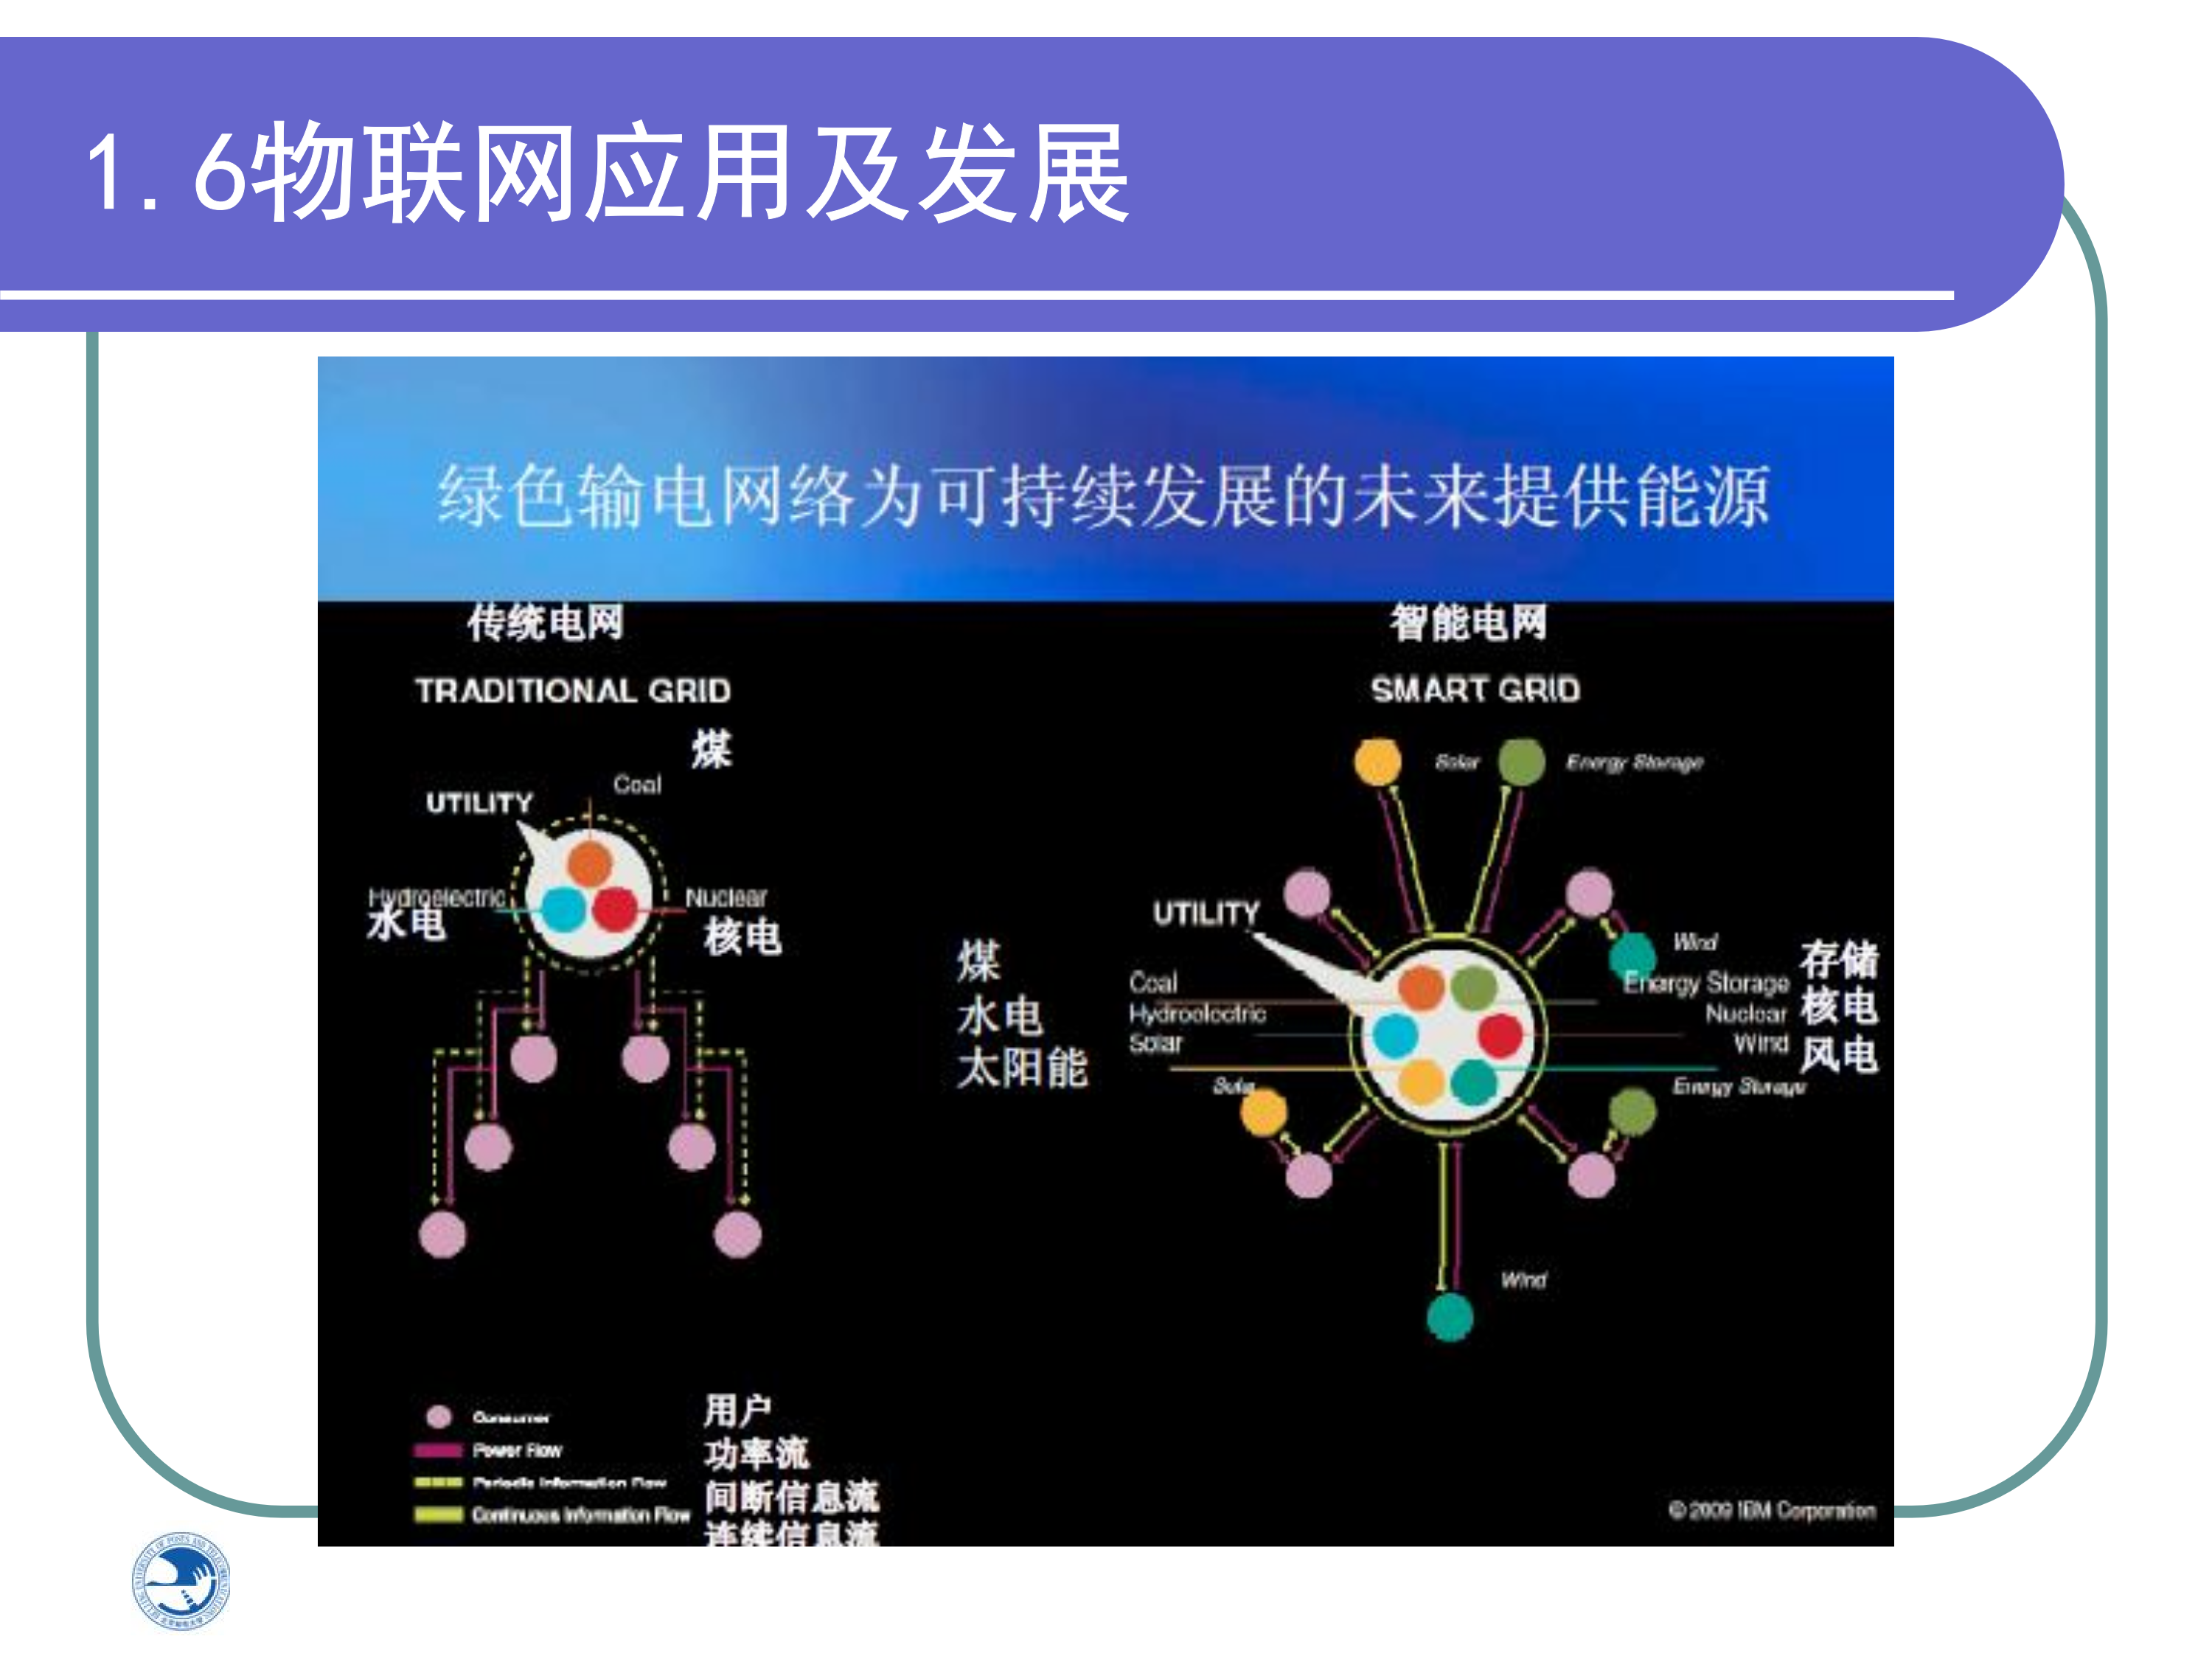 1.6物联网应用及发展
绿色输电网络为可持续发展的未来提供能源
传统电网
TRADITIONAL GRID
煤
Coal
UTILITY
Hydroelectric
水电
Nuclear
核电
智能电网
SMART GRID
Solar
Energy Storage
UTILITY
Wind
煤
水电
太阳能
Coal
Hydroelectric
Solar
Energy Storage
Nuclear
Wind
存储
核电
风电
Solar
Energy Storage
Wind
Consumer
Power Flow
Periodic Information Flow
Continuous Information Flow
用户
功率流
间断信息流
连续信息流
© 2009 IBM Corporation